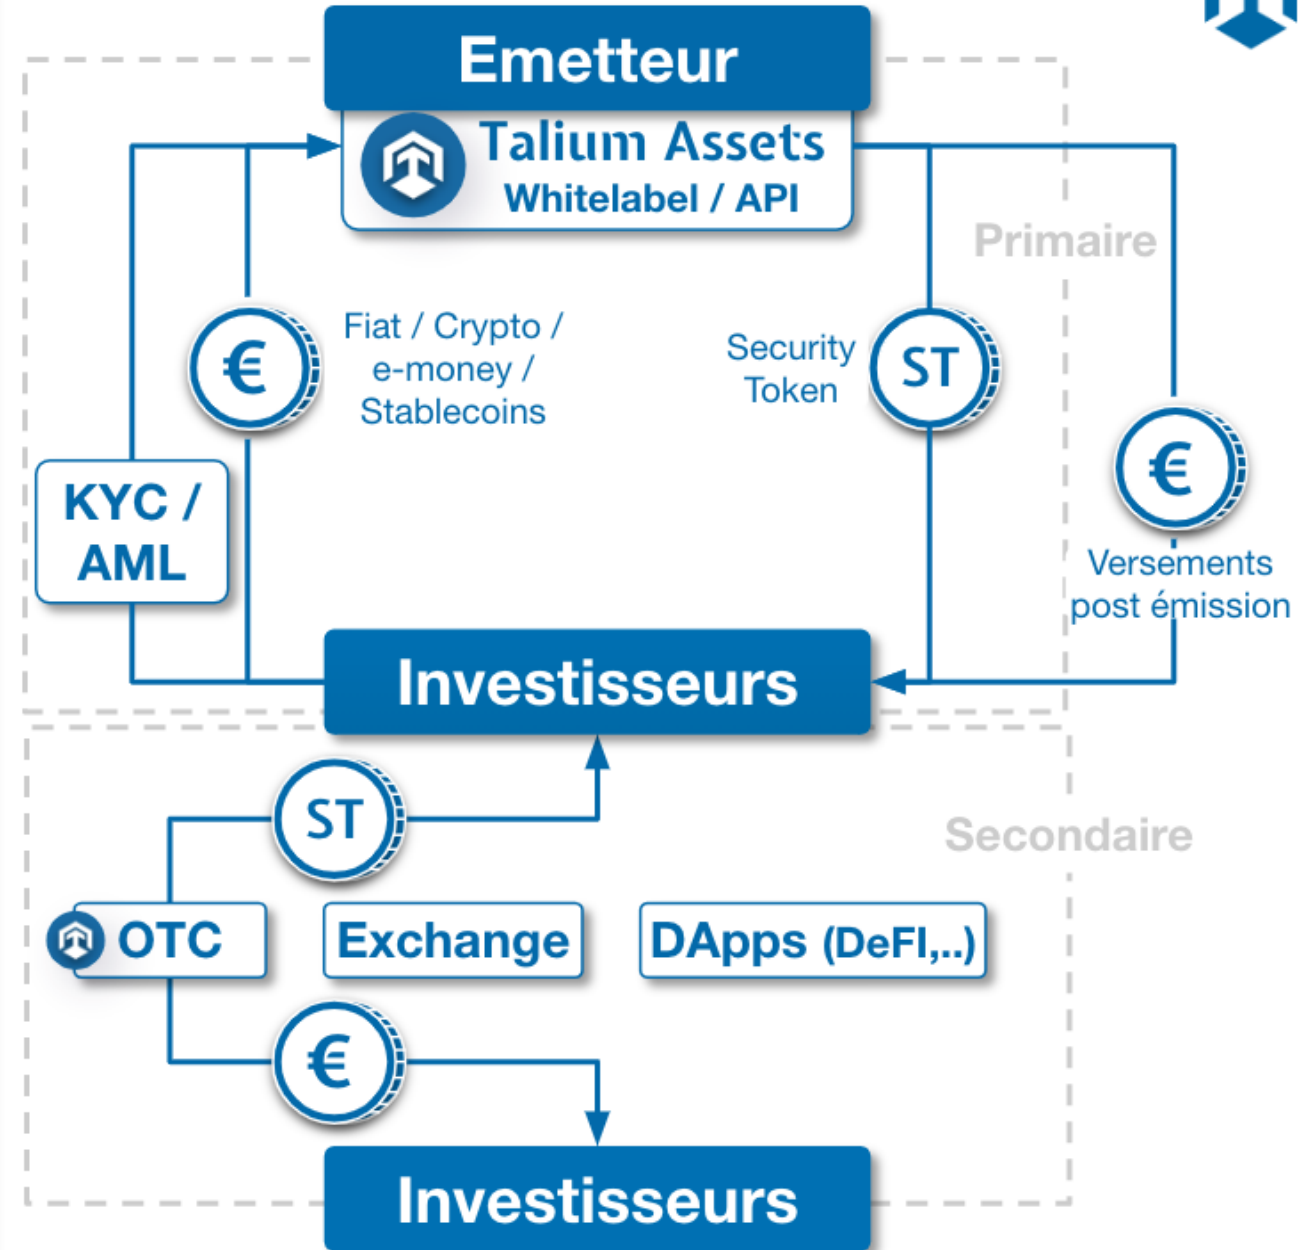 Emetteur
Talium Assets
Whitelabel / API
Primaire
€
Fiat / Crypto /
e-money /
Stablecoins
Security
Token
ST
€
KYC /
AML
Versements
post émission
Investisseurs
ST
Secondaire
OTC
Exchange
DApps (DeFI,..)
€
Investisseurs